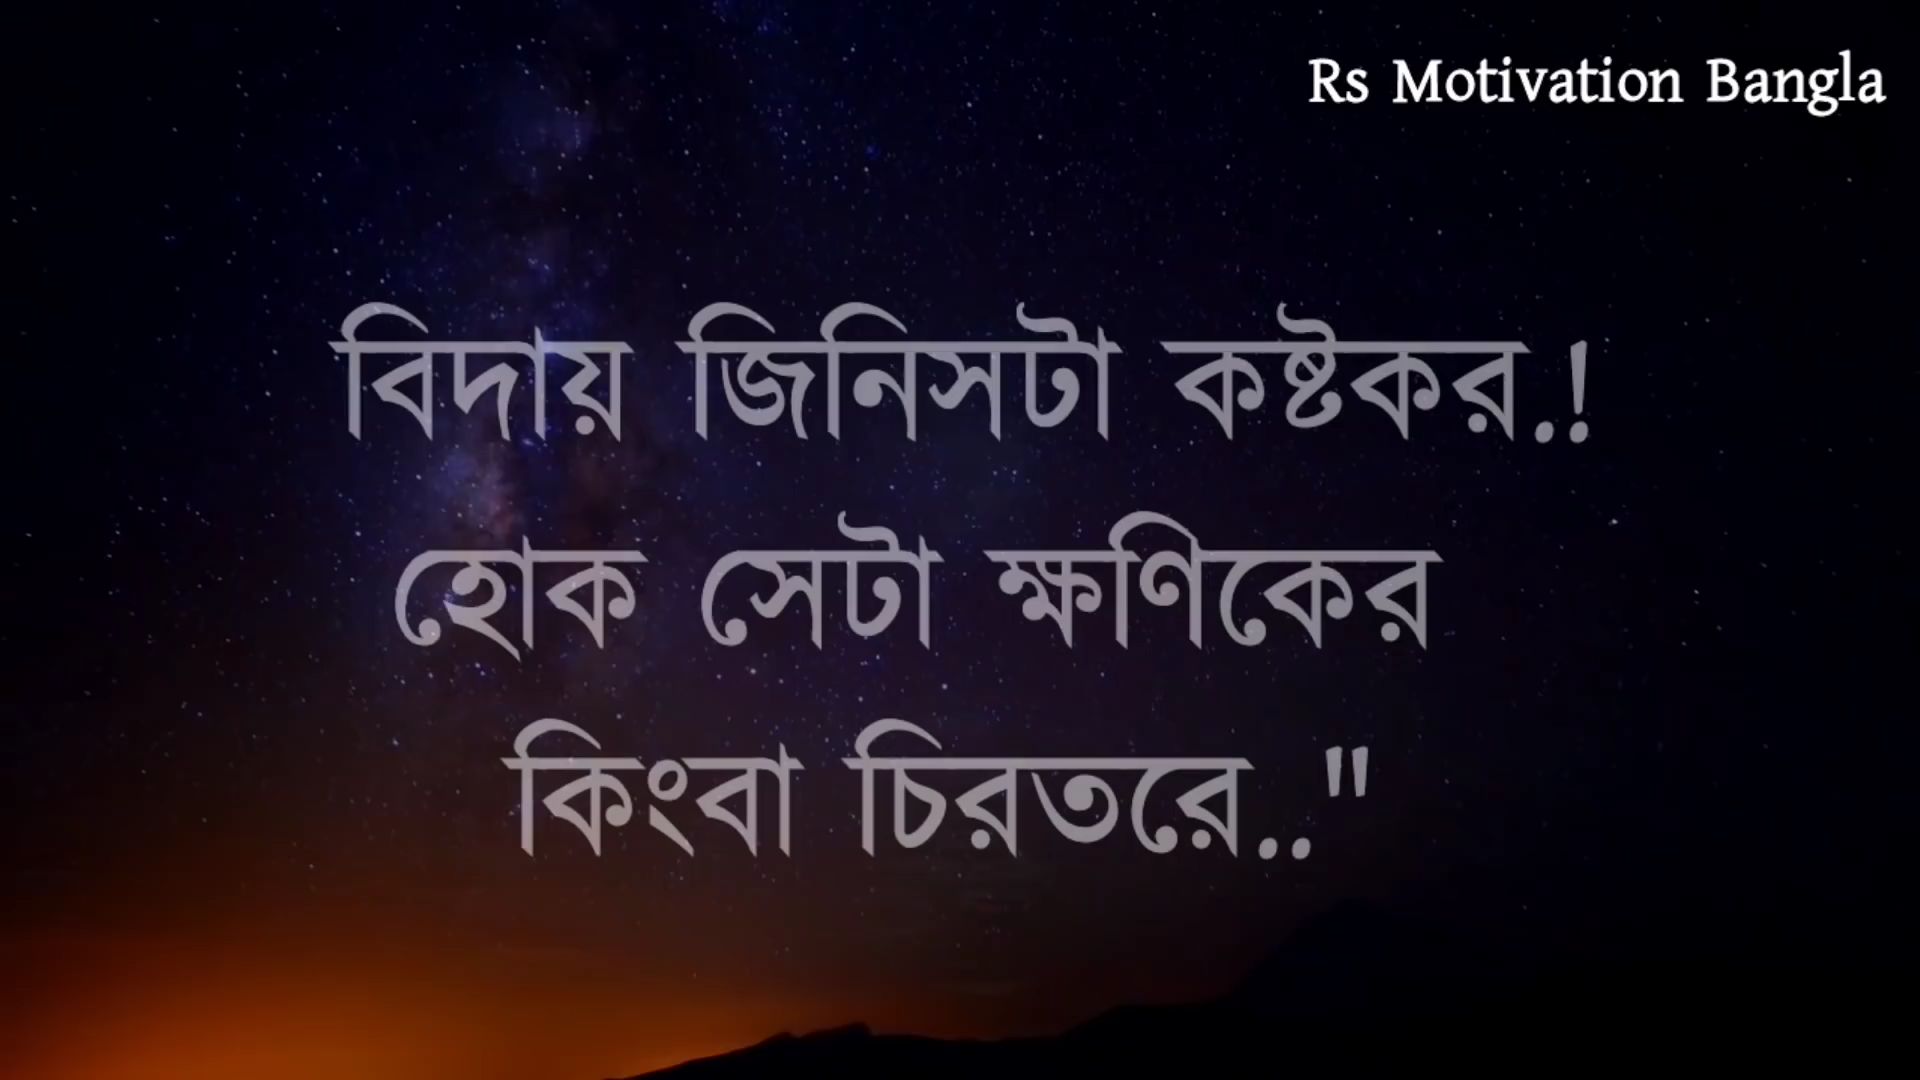 Rs Motivation Bangla
বিদায় জিনিসটা কষ্টকর.!
হোক সেটা ক্ষণিকের
কিংবা চিরতরে.."